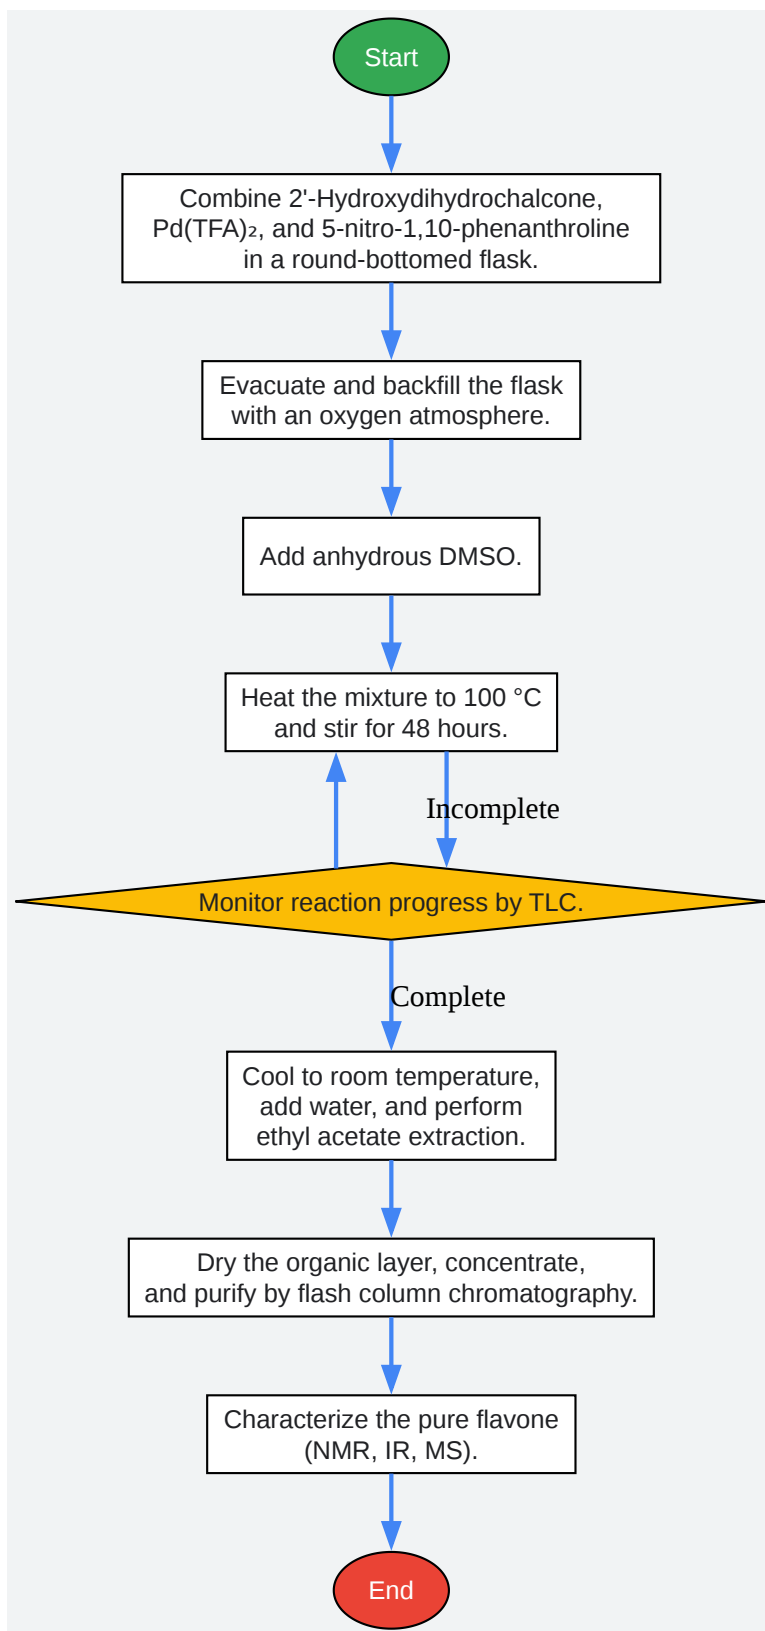 Start
Combine 2'-Hydroxydihydrochalcone,
Pd(TFA)₂, and 5-nitro-1,10-phenanthroline
in a round-bottomed flask.
Evacuate and backfill the flask
with an oxygen atmosphere.
Add anhydrous DMSO.
Heat the mixture to 100 °C
and stir for 48 hours.
Incomplete
Monitor reaction progress by TLC.
Complete
Cool to room temperature,
add water, and perform
ethyl acetate extraction.
Dry the organic layer, concentrate,
and purify by flash column chromatography.
Characterize the pure flavone
(NMR, IR, MS).
End